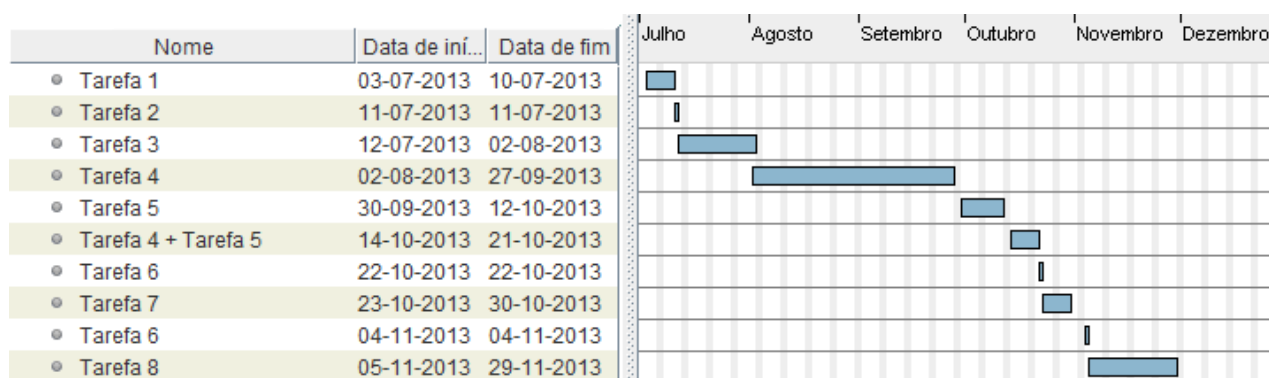 Julho Agosto Setembro Outubro Novembro Dezembro
Nome Data de iní... Data de fim
Tarefa 1 03-07-2013 10-07-2013
Tarefa 2 11-07-2013 11-07-2013
Tarefa 3 12-07-2013 02-08-2013
Tarefa 4 02-08-2013 27-09-2013
Tarefa 5 30-09-2013 12-10-2013
Tarefa 4 + Tarefa 5 14-10-2013 21-10-2013
Tarefa 6 22-10-2013 22-10-2013
Tarefa 7 23-10-2013 30-10-2013
Tarefa 6 04-11-2013 04-11-2013
Tarefa 8 05-11-2013 29-11-2013